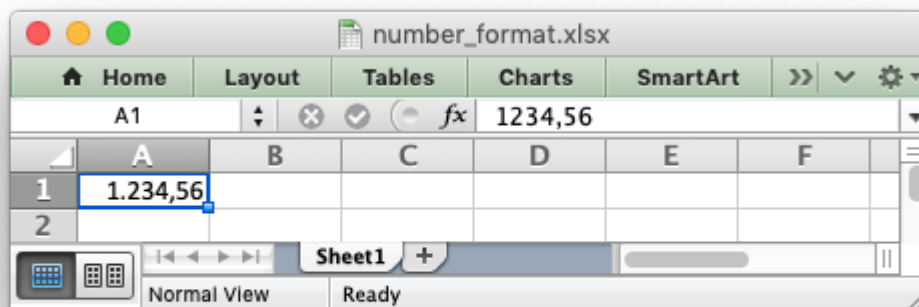 number_format.xlsx
Home Layout Tables Charts SmartArt
A1 fx 1234,56
A B C D E F
1 1.234,56
2
Sheet1 +
Normal View Ready